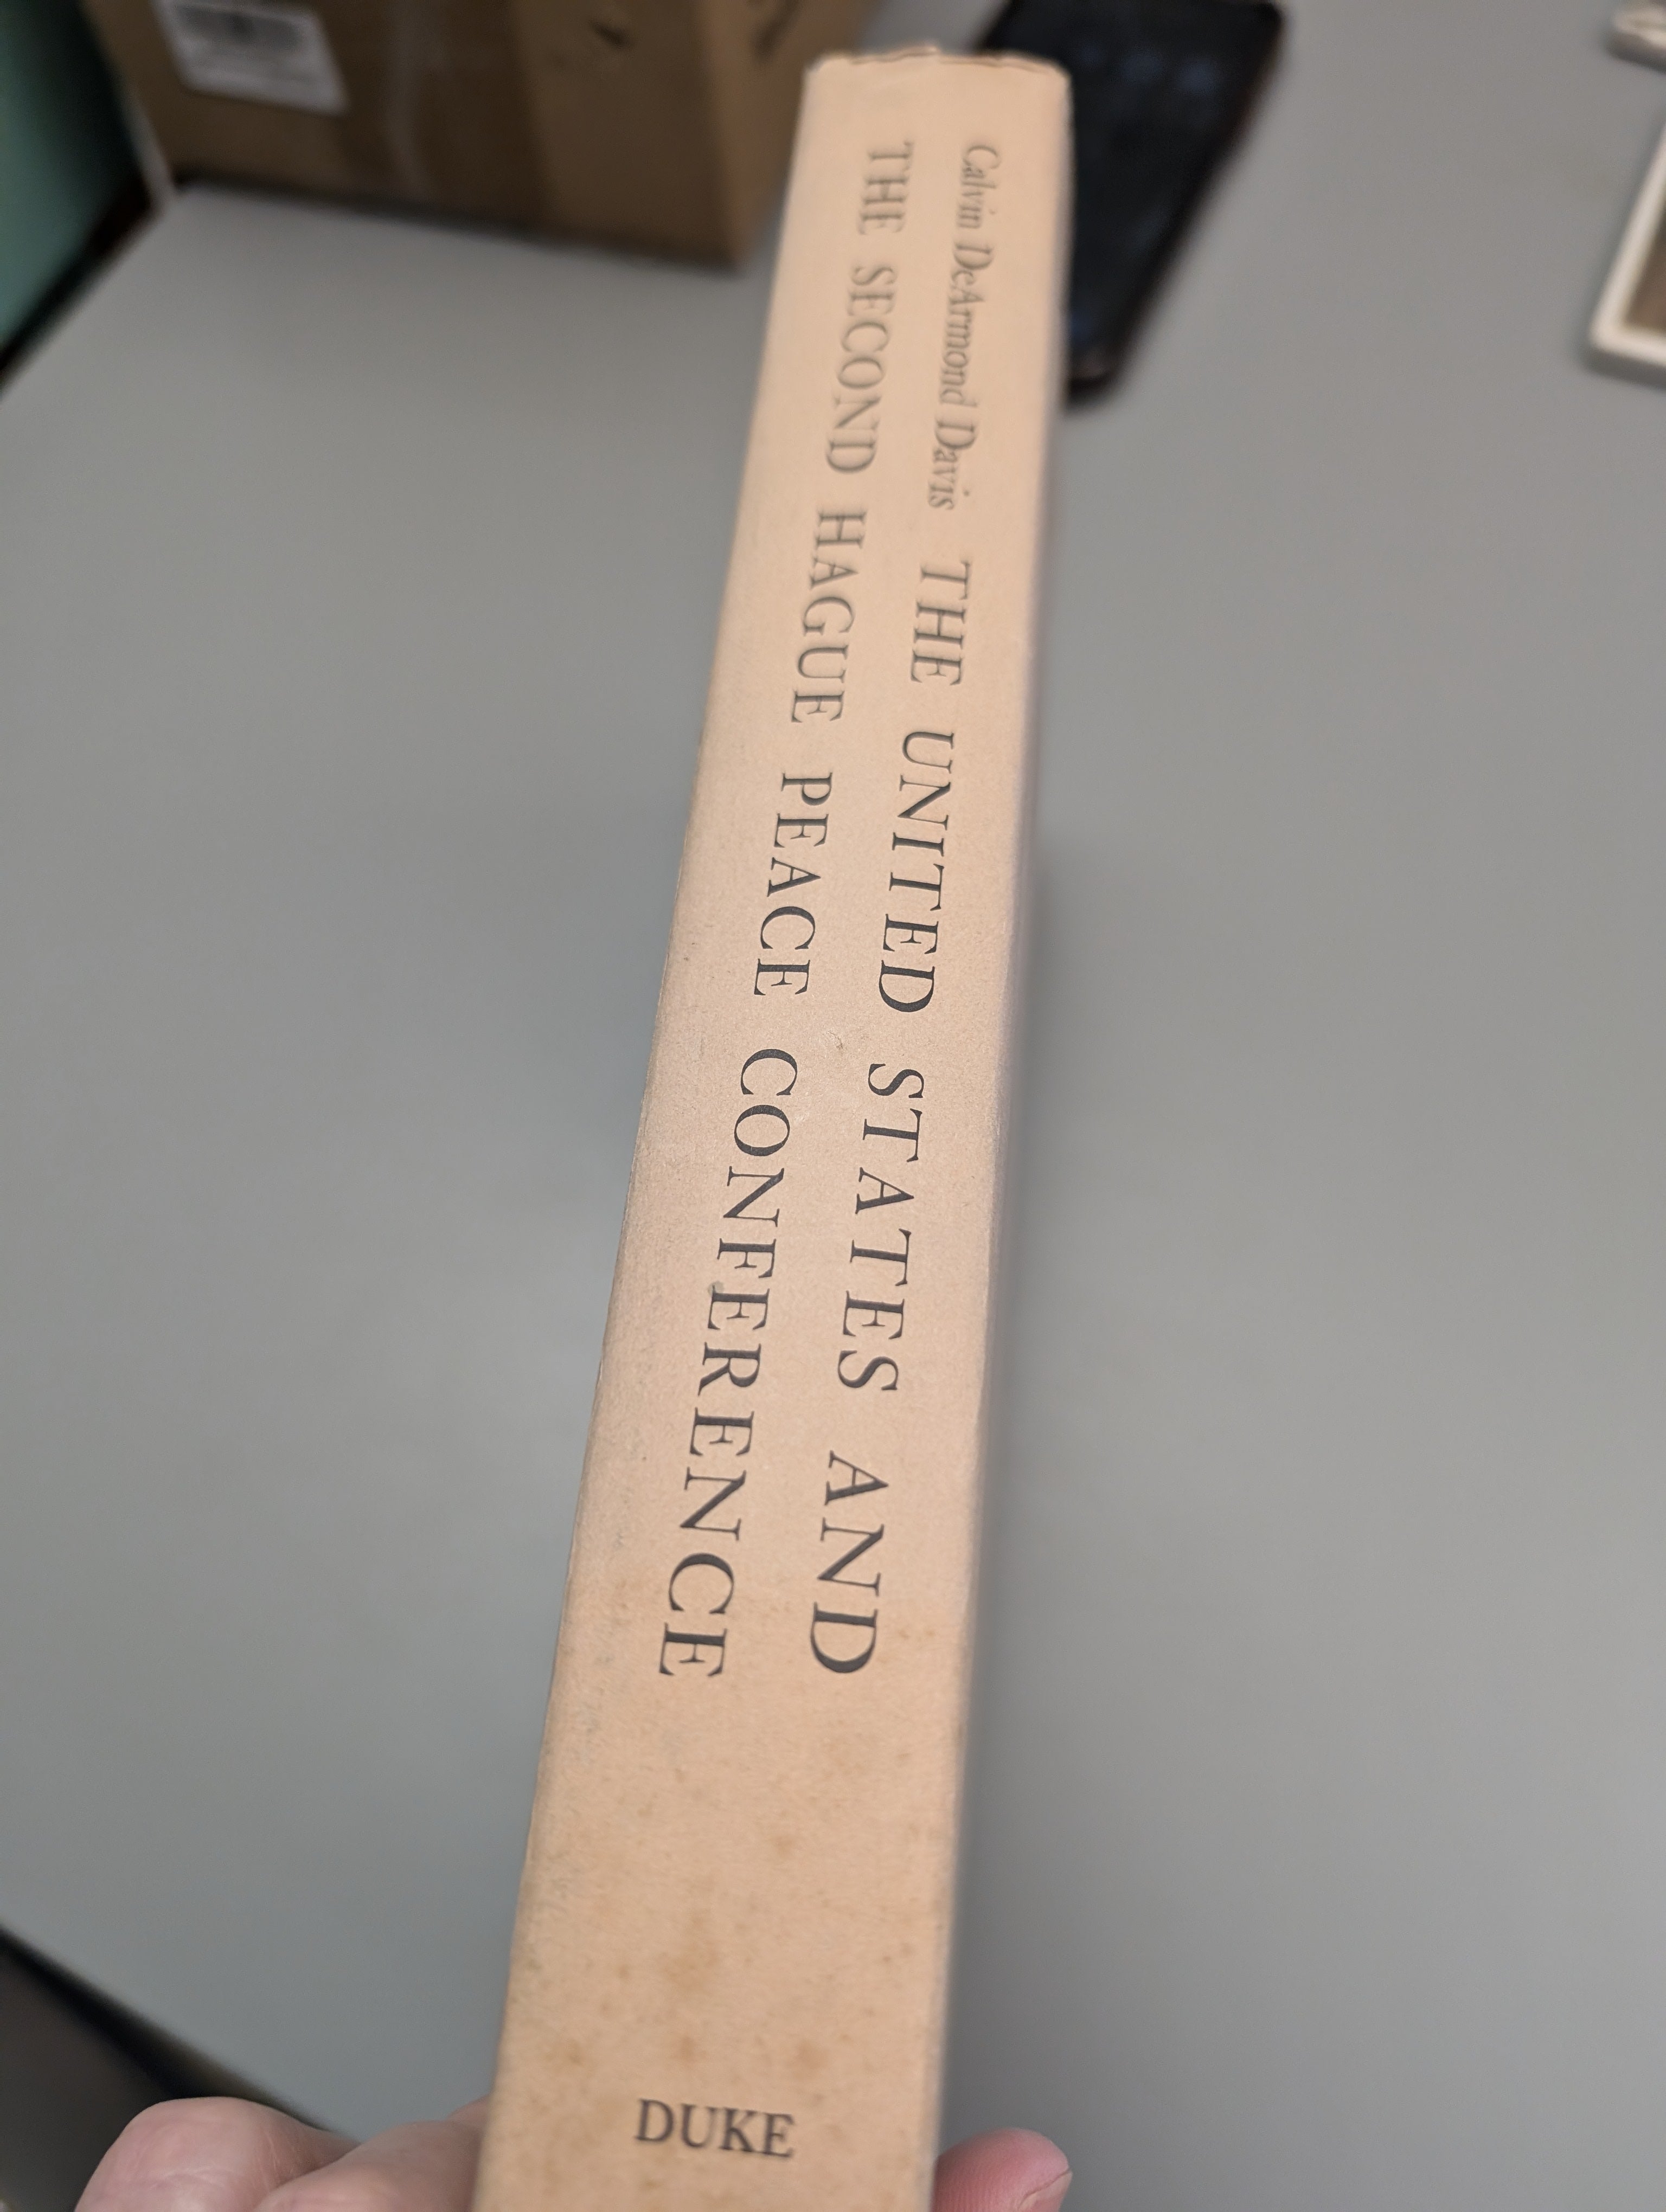 Calvin DeArmond Davis THE UNITED STATES AND
THE SECOND HAGUE PEACE CONFERENCE
DUKE